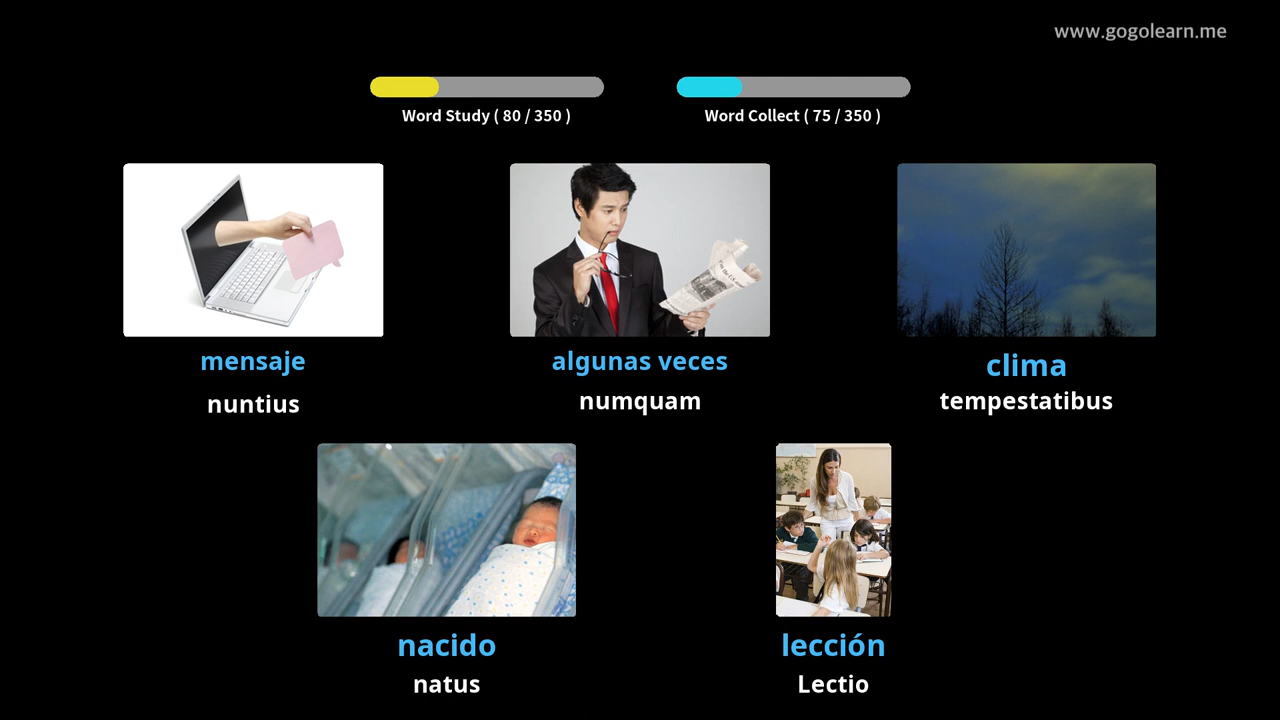 www.gogolearn.me
Word Study ( 80 / 350 )
Word Collect ( 75 / 350 )
mensaje
nuntius
algunas veces
numquam
clima
tempestatibus
nacido
natus
lección
Lectio